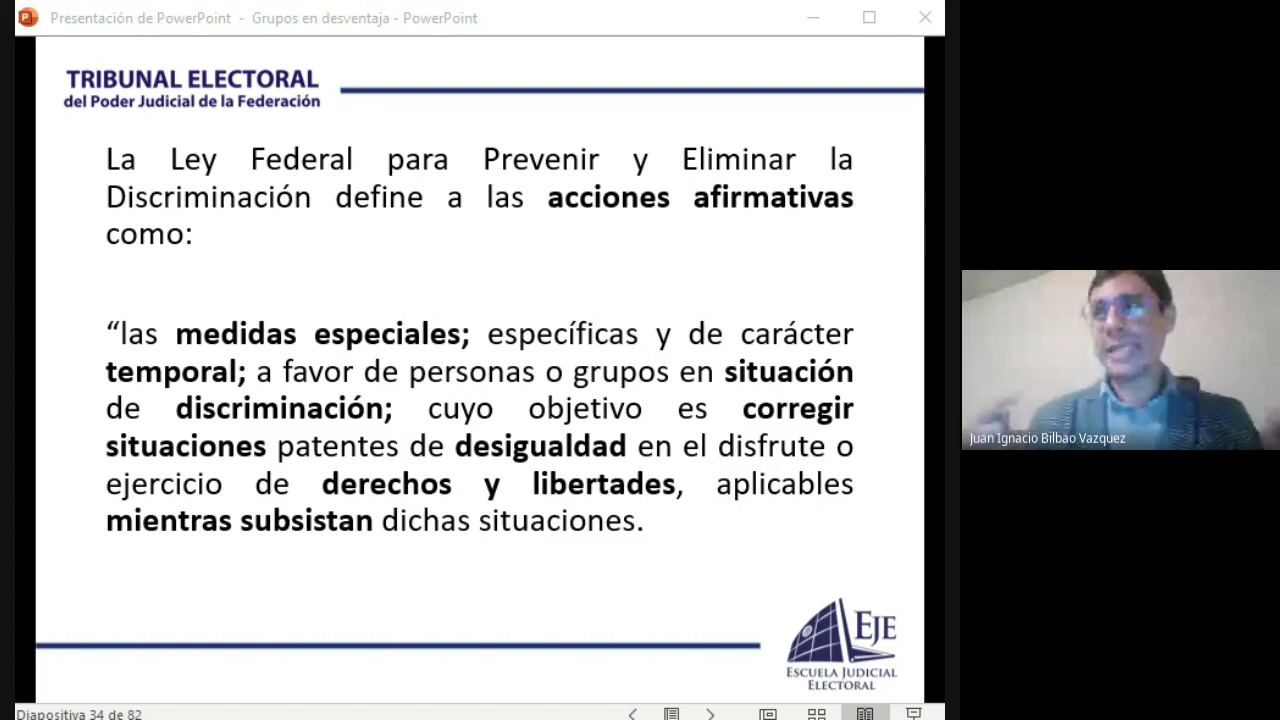 Presentación de PowerPoint - Grupos en desventaja - PowerPoint
TRIBUNAL ELECTORAL
del Poder Judicial de la Federación
La Ley Federal para Prevenir y Eliminar la
Discriminación define a las acciones afirmativas
como:
“las medidas especiales; específicas y de carácter
temporal; a favor de personas o grupos en situación
de discriminación; cuyo objetivo es corregir
situaciones patentes de desigualdad en el disfrute o
ejercicio de derechos y libertades, aplicables
mientras subsistan dichas situaciones.
Juan Ignacio Bilbao Vazquez
EJE
ESCUELA JUDICIAL
ELECTORAL
Diapositiva 34 de 82